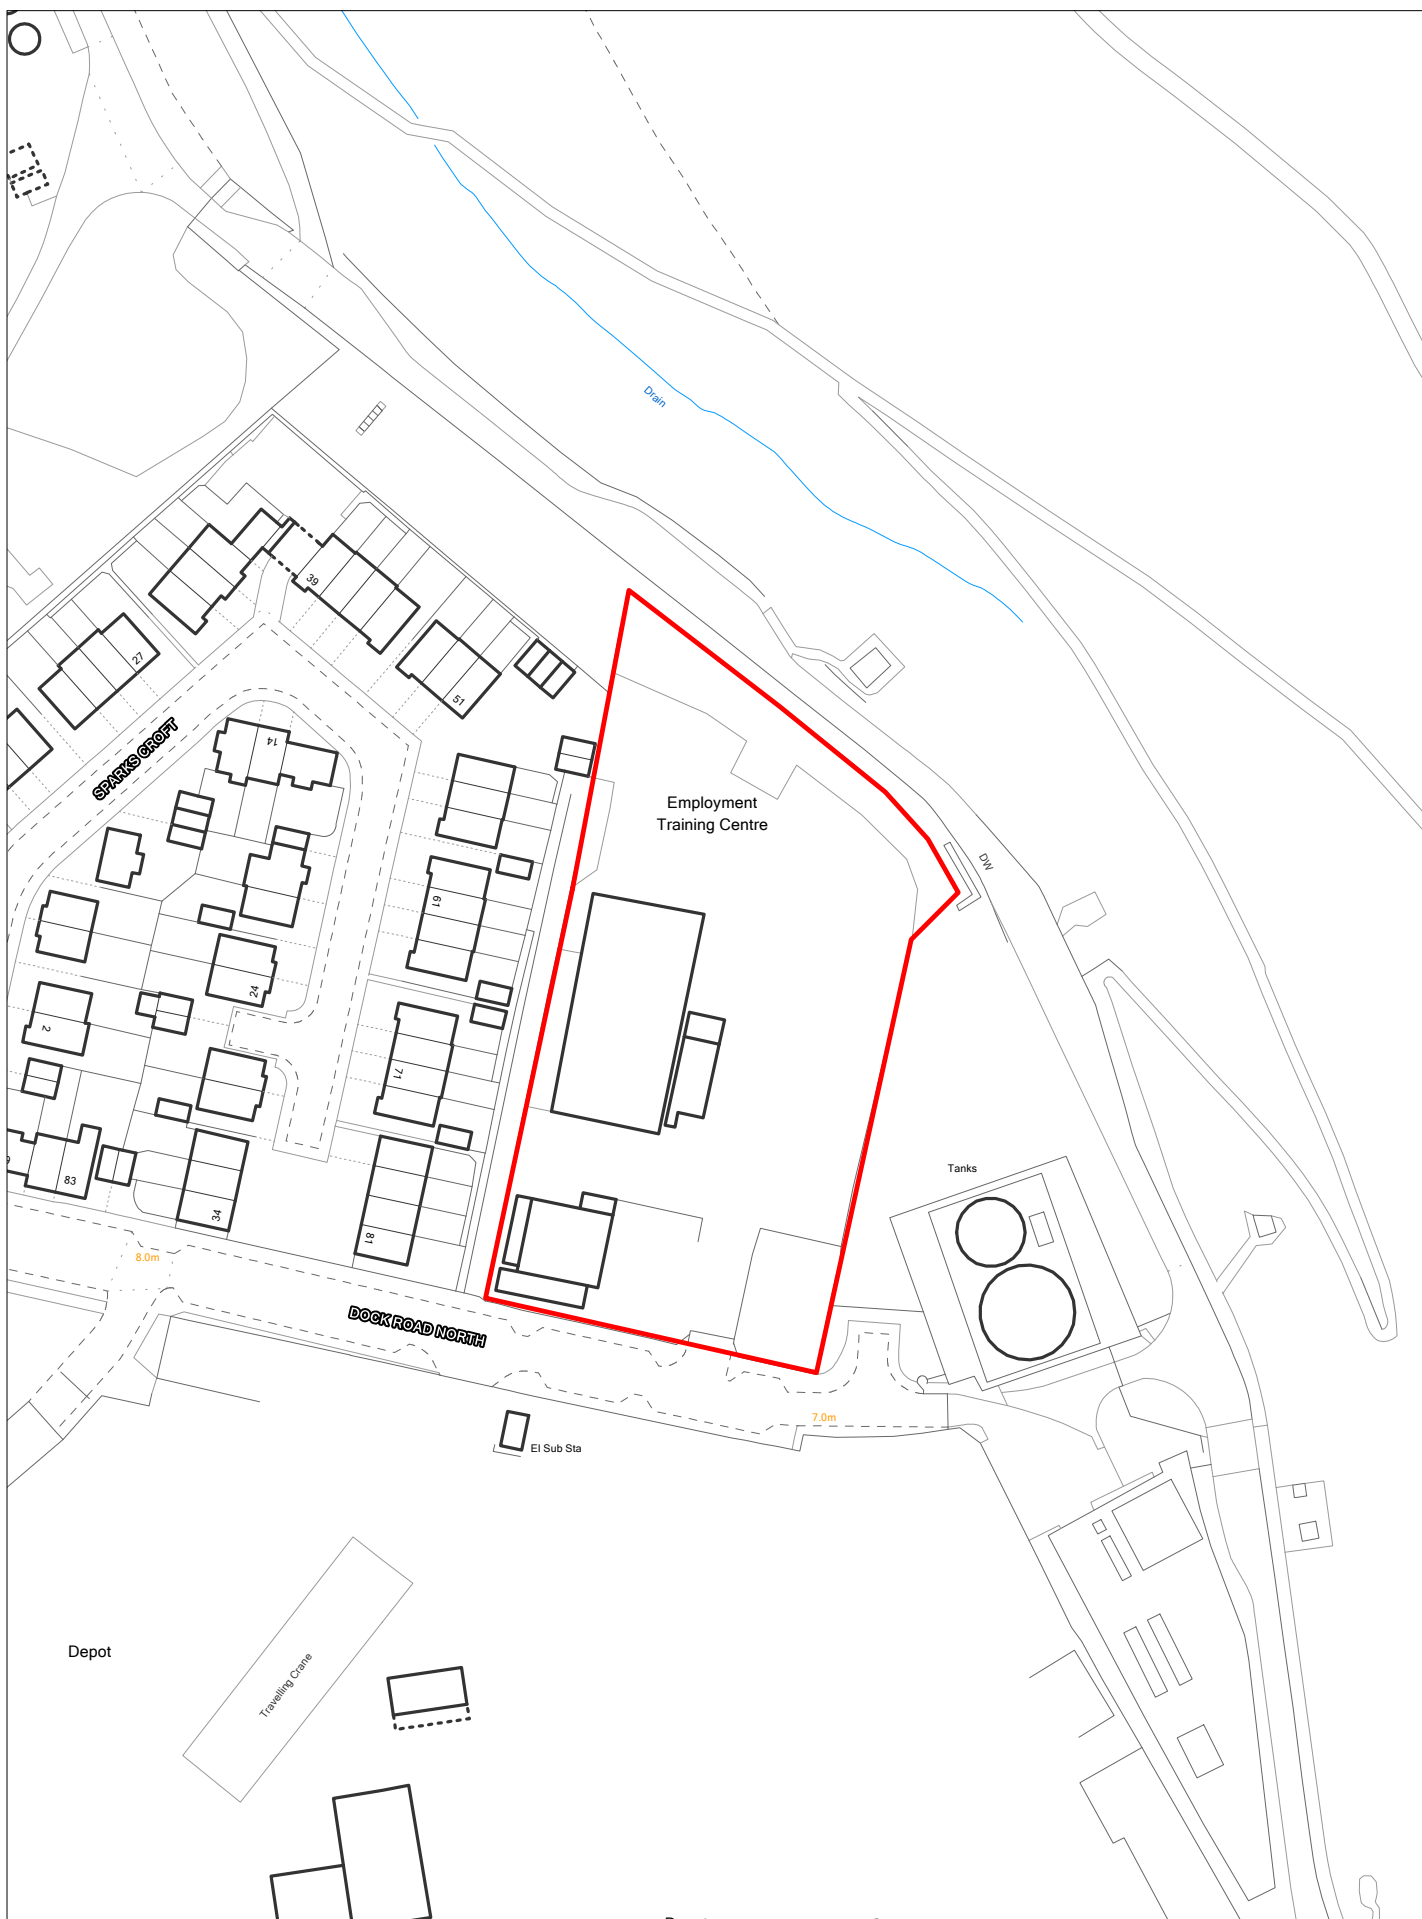 Drain
39
27
51
SPARKS CROFT
14
Employment
Training Centre
DW
61
24
2
71
Tanks
83
34
81
8.0m
DOCK ROAD NORTH
7.0m
El Sub Sta
Depot
Travelling Crane